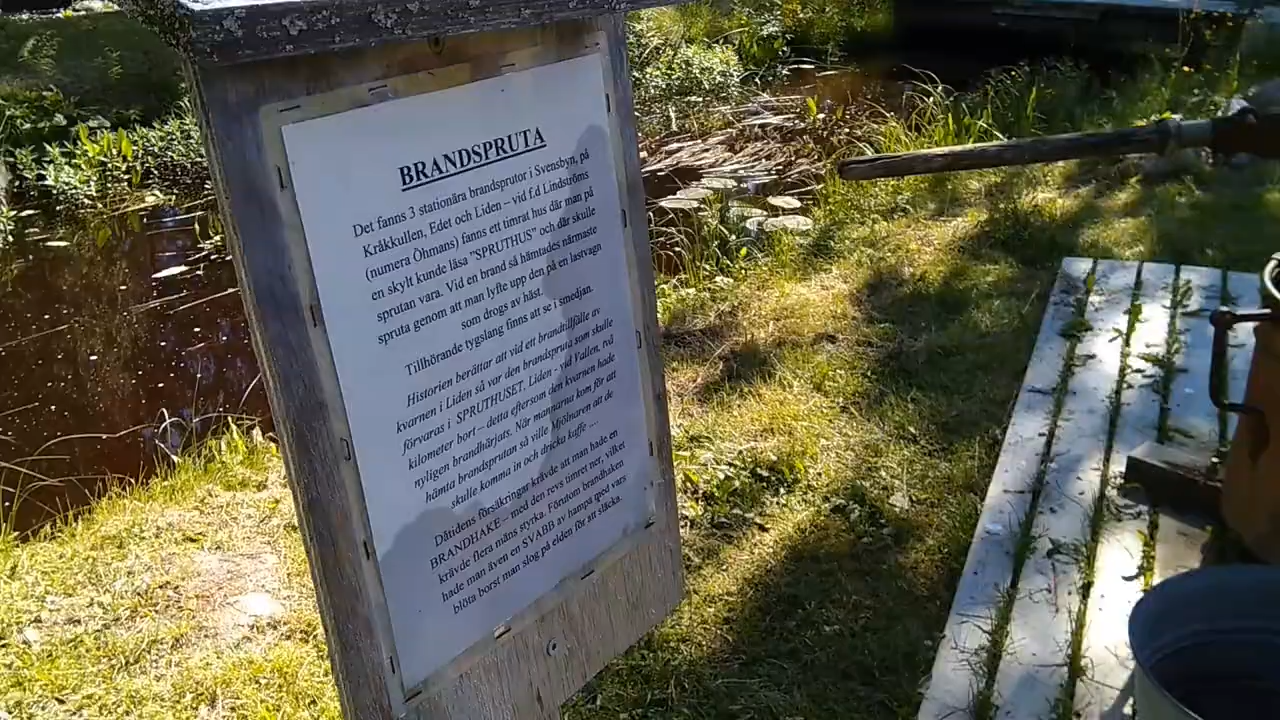 BRANDSPRUTA
Det fanns 3 stationära brandsprutor i Svensbyn, på
Kråkkullen, Edet och Liden – vid f.d Lindströms
(numera Öhmans) fanns ett timrat hus där man på
en skylt kunde läsa "SPRUTHUS" och där skulle
sprutan vara. Vid en brand så hämtades närmaste
spruta genom att man lyfte upp den på en lastvagn
som drogs av häst.
Tillhörande tygslang finns att se i smedjan.
Historien berättar att vid ett brandtillfälle av
kvarnen i Liden så var den brandspruta som skulle
förvaras i SPRUTHUSET, Liden - vid Vallen, två
kilometer bort – detta eftersom den kvarnen hade
nyligen brandhärjats. När männarna kom för att
hämta brandsprutan så ville Mjölnaren att de
skulle komma in och dricka kaffe ....
Dåtidens försäkringar krävde att man hade en
BRANDHAKE – med den revs timret ner, vilket
krävde flera mäns styrka. Förutom brandhaken
hade man även en SVABB av hampa med vars
blöta borst man slog på elden för att släcka.